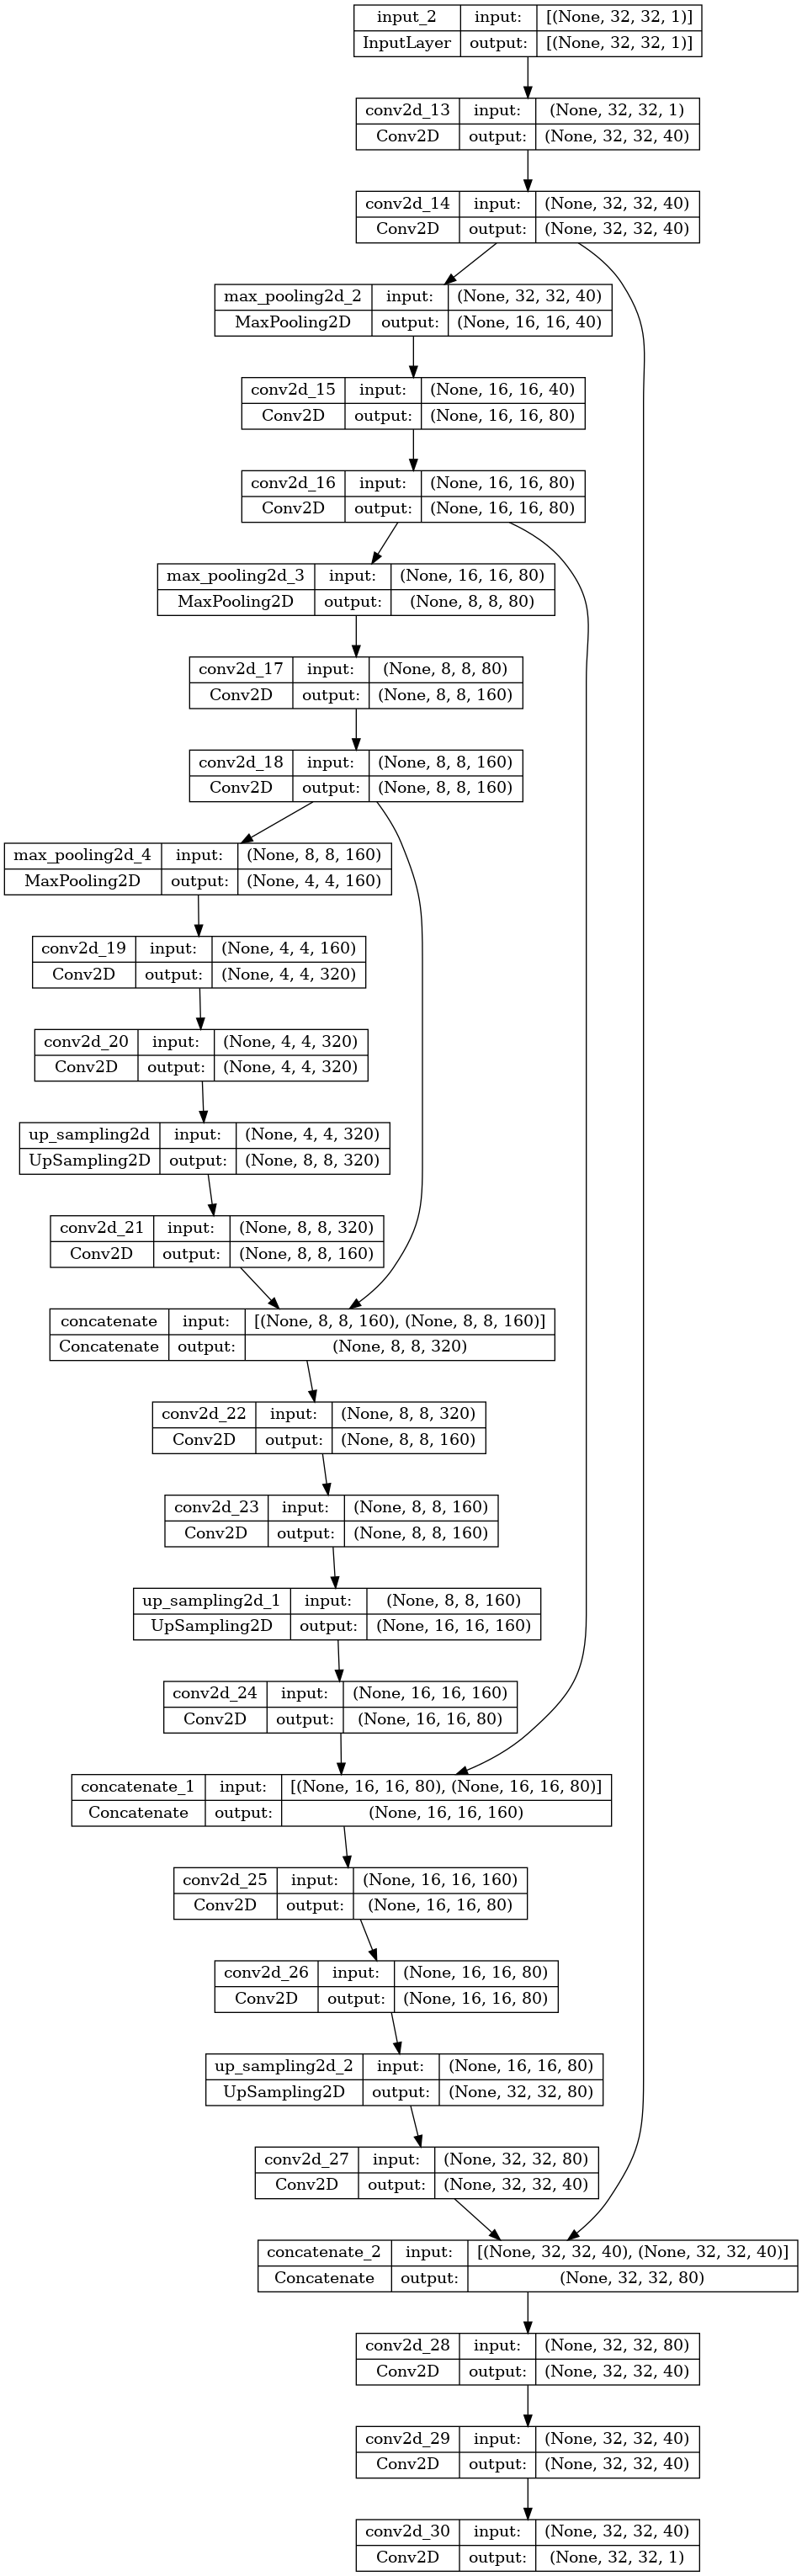 input_2 input: [(None, 32, 32, 1)]
InputLayer output: [(None, 32, 32, 1)]
conv2d_13 input: (None, 32, 32, 1)
Conv2D output: (None, 32, 32, 40)
conv2d_14 input: (None, 32, 32, 40)
Conv2D output: (None, 32, 32, 40)
max_pooling2d_2 input: (None, 32, 32, 40)
MaxPooling2D output: (None, 16, 16, 40)
conv2d_15 input: (None, 16, 16, 40)
Conv2D output: (None, 16, 16, 80)
conv2d_16 input: (None, 16, 16, 80)
Conv2D output: (None, 16, 16, 80)
max_pooling2d_3 input: (None, 16, 16, 80)
MaxPooling2D output: (None, 8, 8, 80)
conv2d_17 input: (None, 8, 8, 80)
Conv2D output: (None, 8, 8, 160)
conv2d_18 input: (None, 8, 8, 160)
Conv2D output: (None, 8, 8, 160)
max_pooling2d_4 input: (None, 8, 8, 160)
MaxPooling2D output: (None, 4, 4, 160)
conv2d_19 input: (None, 4, 4, 160)
Conv2D output: (None, 4, 4, 320)
conv2d_20 input: (None, 4, 4, 320)
Conv2D output: (None, 4, 4, 320)
up_sampling2d input: (None, 4, 4, 320)
UpSampling2D output: (None, 8, 8, 320)
conv2d_21 input: (None, 8, 8, 320)
Conv2D output: (None, 8, 8, 160)
concatenate input: [(None, 8, 8, 160), (None, 8, 8, 160)]
Concatenate output: (None, 8, 8, 320)
conv2d_22 input: (None, 8, 8, 320)
Conv2D output: (None, 8, 8, 160)
conv2d_23 input: (None, 8, 8, 160)
Conv2D output: (None, 8, 8, 160)
up_sampling2d_1 input: (None, 8, 8, 160)
UpSampling2D output: (None, 16, 16, 160)
conv2d_24 input: (None, 16, 16, 160)
Conv2D output: (None, 16, 16, 80)
concatenate_1 input: [(None, 16, 16, 80), (None, 16, 16, 80)]
Concatenate output: (None, 16, 16, 160)
conv2d_25 input: (None, 16, 16, 160)
Conv2D output: (None, 16, 16, 80)
conv2d_26 input: (None, 16, 16, 80)
Conv2D output: (None, 16, 16, 80)
up_sampling2d_2 input: (None, 16, 16, 80)
UpSampling2D output: (None, 32, 32, 80)
conv2d_27 input: (None, 32, 32, 80)
Conv2D output: (None, 32, 32, 40)
concatenate_2 input: [(None, 32, 32, 40), (None, 32, 32, 40)]
Concatenate output: (None, 32, 32, 80)
conv2d_28 input: (None, 32, 32, 80)
Conv2D output: (None, 32, 32, 40)
conv2d_29 input: (None, 32, 32, 40)
Conv2D output: (None, 32, 32, 40)
conv2d_30 input: (None, 32, 32, 40)
Conv2D output: (None, 32, 32, 1)